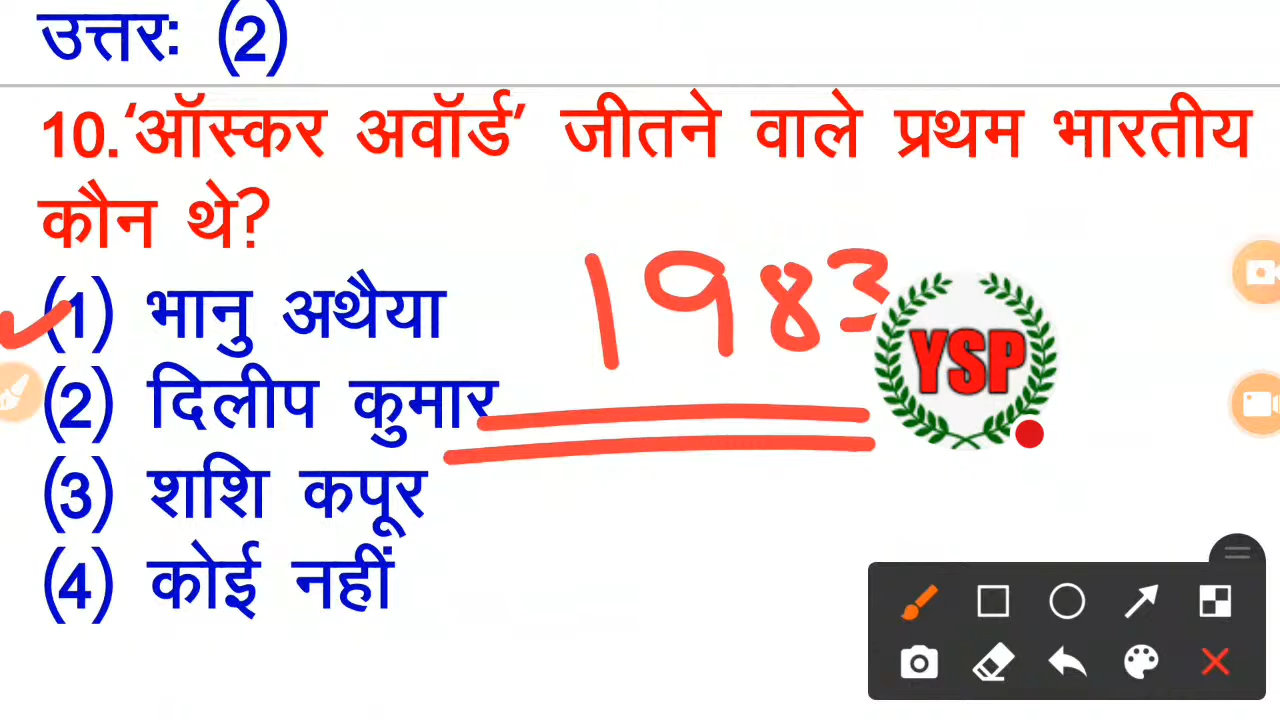 उत्तरः (2)
10. 'ऑस्कर अवॉर्ड' जीतने वाले प्रथम भारतीय
कौन थे?
(1) भानु अथैया
1983
YSP
(2) दिलीप कुमार
(3) शशि कपूर
(4) कोई नहीं